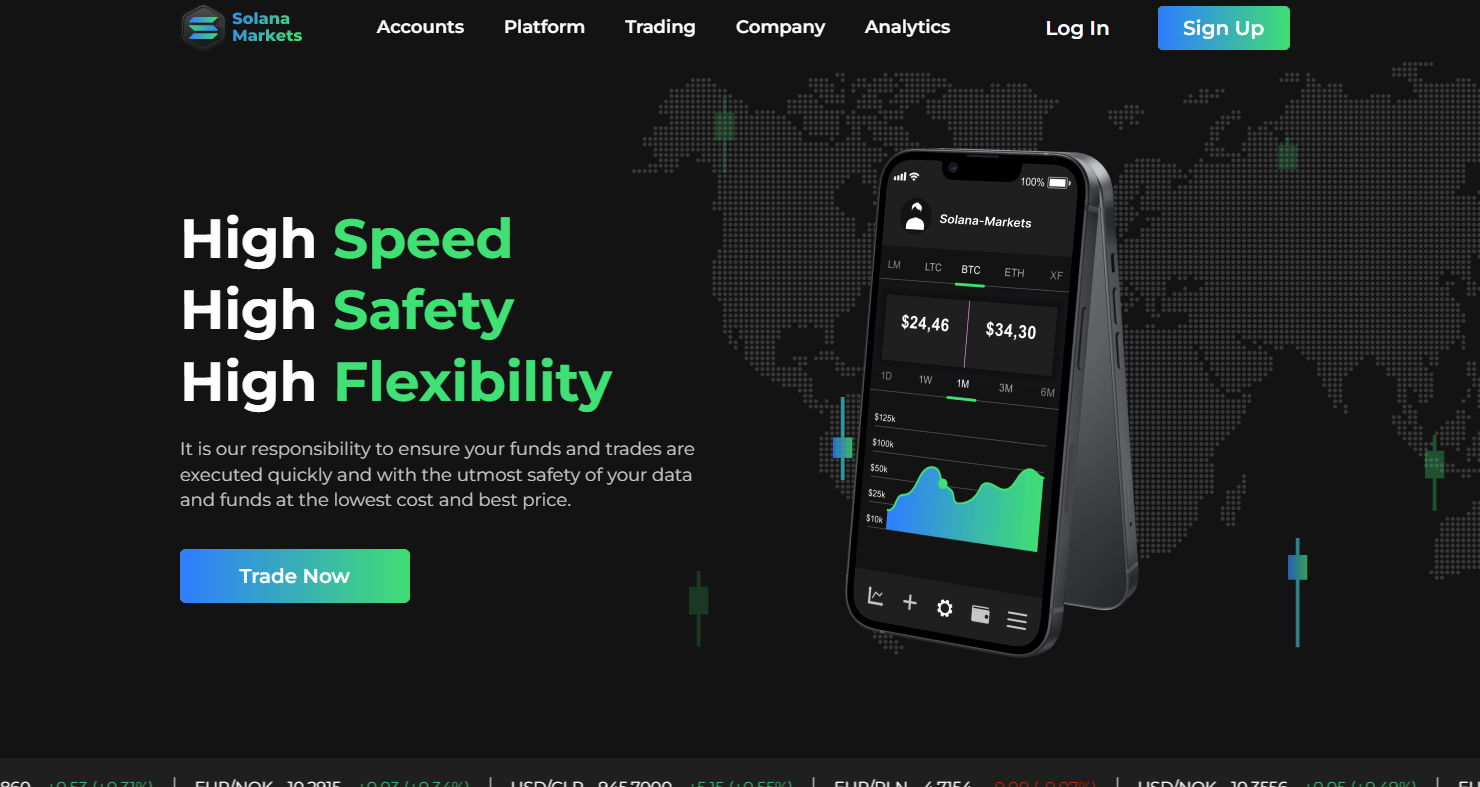 Solana
Markets
Accounts Platform Trading Company Analytics Log In Sign Up
100%
Solana-Markets
LM LTC BTC ETH XF
$24,46 $34,30
1D 1W 1M 3M 6M
$125k
$100k
$50k
$25k
$10k
High Speed
High Safety
High Flexibility
It is our responsibility to ensure your funds and trades are
executed quickly and with the utmost safety of your data
and funds at the lowest cost and best price.
Trade Now
860 +0.53 (+0.31%) | EUR/NOK 10.2915 +0.03 (+0.34%) | USD/CLP 945.7000 +5.15 (+0.55%) | EUR/PLN 4.7154 -0.00 (-0.07%) | USD/NOK 10.3556 +0.05 (+0.49%) | EU